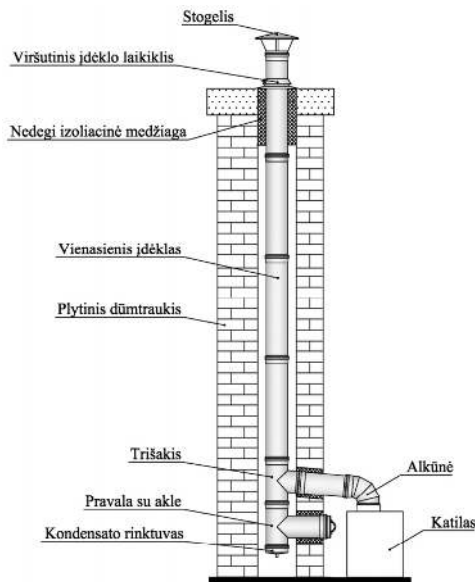 Stogelis
Viršutinis įdėklo laikiklis
Nedegi izoliacinė medžiaga
Vienasienis įdėklas
Plytinis dūmtraukis
Trišakis
Alkūnė
Pravala su akle
Kondensato rinktuvas
Katilas